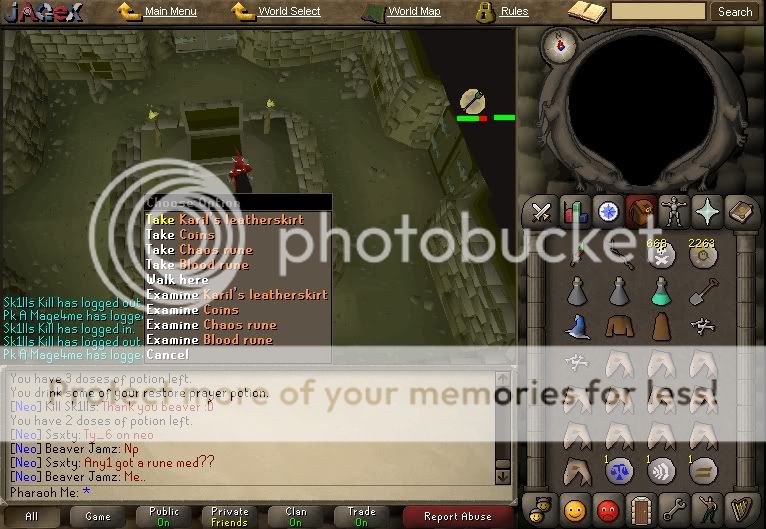 JAGeX
Main Menu
World Select
World Map
Rules
Search
Choose Option
Take Karil's leatherskirt
Take Coins
Take Chaos rune
Take Blood rune
Walk here
Examine Karil's leatherskirt
Examine Coins
Examine Chaos rune
Examine Blood rune
Cancel
668
2263
photobucket
Sk1lls Kill has logged out
Pk A Mage4me has logge
Sk1lls Kill has logged in.
Sk1lls Kill has logged out
Pk A Mage4me has logge
Protect more of your memories for less!
You have 3 doses of potion left.
You drink some of your restore prayer potion.
[Neo] Kill Sk1lls: Thank you beaver :D
You have 2 doses of potion left.
[Neo] Ssxty: Ty_6 on neo
[Neo] Beaver Jamz: Np
[Neo] Ssxty: Any1 got a rune med??
[Neo] Beaver Jamz: Me..
Pharaoh Me: *
1
1
1
All
Game
Public
On
Private
Friends
Clan
On
Trade
On
Report Abuse